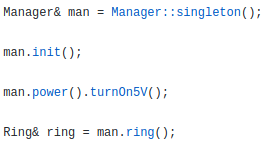 Manager& man = Manager::singleton();
man.init();
man.power().turnOn5V();
Ring& ring = man.ring();